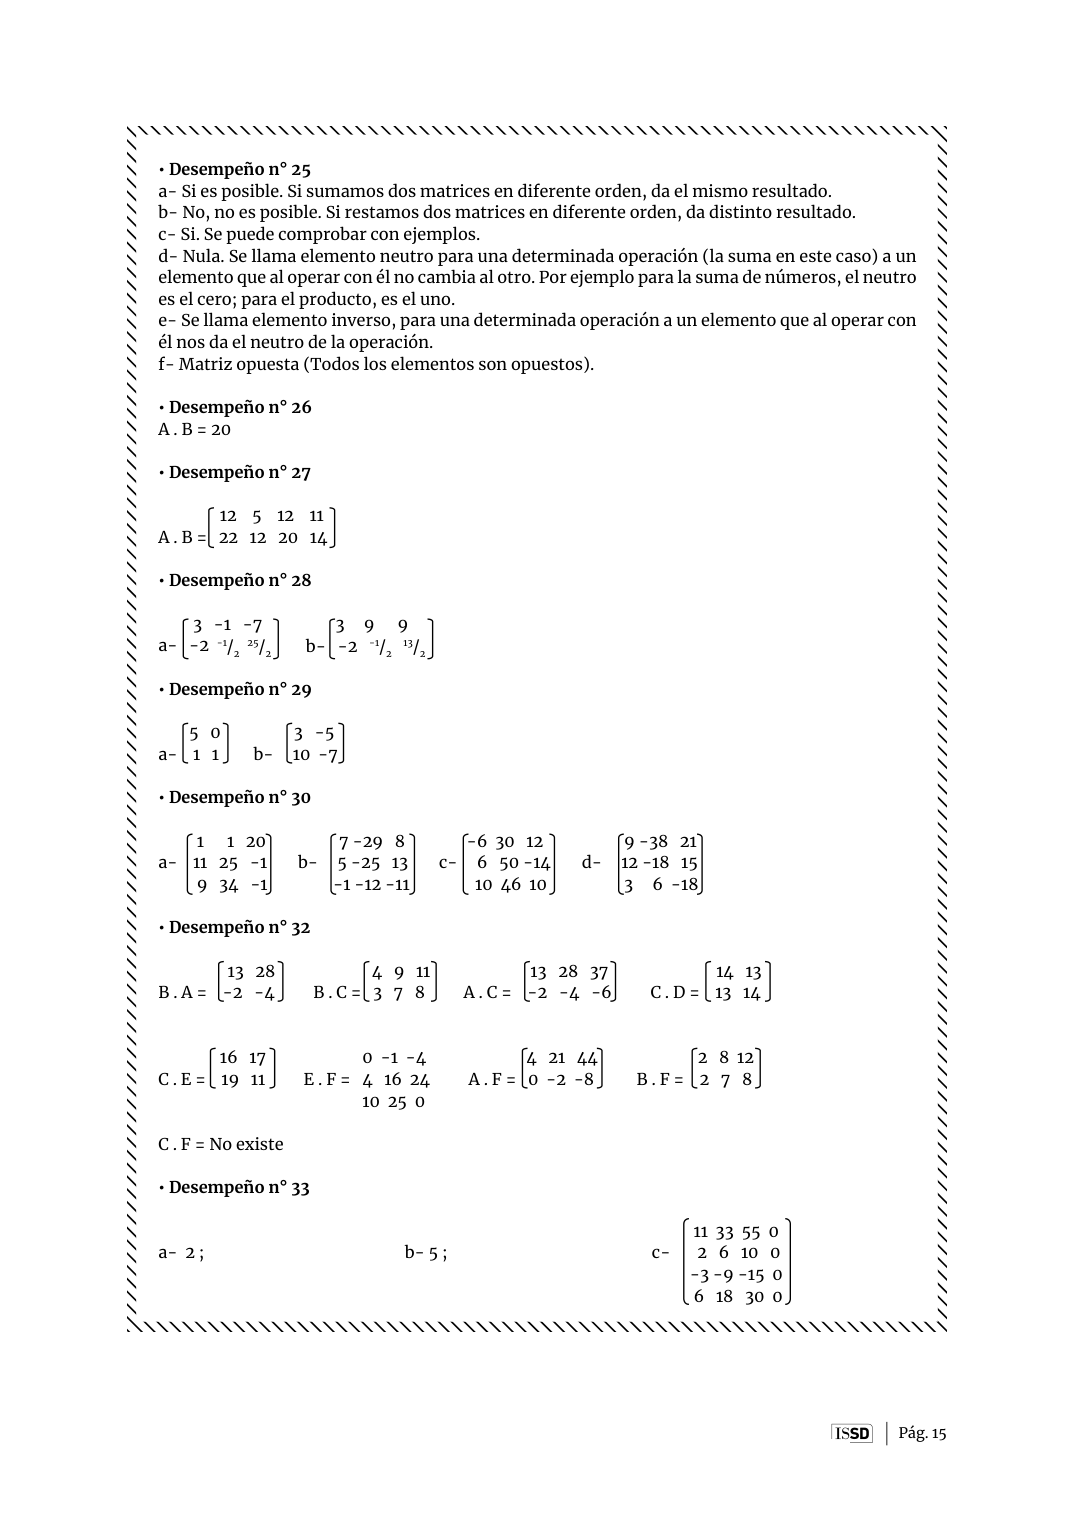 • Desempeño n° 25
a- Si es posible. Si sumamos dos matrices en diferente orden, da el mismo resultado.
b- No, no es posible. Si restamos dos matrices en diferente orden, da distinto resultado.
c- Si. Se puede comprobar con ejemplos.
d- Nula. Se llama elemento neutro para una determinada operación (la suma en este caso) a un
elemento que al operar con él no cambia al otro. Por ejemplo para la suma de números, el neutro
es el cero; para el producto, es el uno.
e- Se llama elemento inverso, para una determinada operación a un elemento que al operar con
él nos da el neutro de la operación.
f- Matriz opuesta (Todos los elementos son opuestos).
• Desempeño n° 26
A . B = 20
• Desempeño n° 27
12 5 12 11
A . B = 22 12 20 14
• Desempeño n° 28
3 -1 -7 3 9 9
a- -2 -1/2 25/2 b- -2 -1/2 13/2
• Desempeño n° 29
5 0 3 -5
a- 1 1 b- 10 -7
• Desempeño n° 30
1 1 20 7 -29 8 -6 30 12 9 -38 21
a- 11 25 -1 b- 5 -25 13 c- 6 50 -14 d- 12 -18 15
9 34 -1 -1 -12 -11 10 46 10 3 6 -18
• Desempeño n° 32
13 28 4 9 11 13 28 37 14 13
B . A = -2 -4 B . C = 3 7 8 A . C = -2 -4 -6 C . D = 13 14
16 17 0 -1 -4 4 21 44 2 8 12
C . E = 19 11 E . F = 4 16 24 A . F = 0 -2 -8 B . F = 2 7 8
10 25 0
C . F = No existe
• Desempeño n° 33
11 33 55 0
a- 2 ; b- 5 ; c- 2 6 10 0
-3 -9 -15 0
6 18 30 0
ISSD Pág. 15